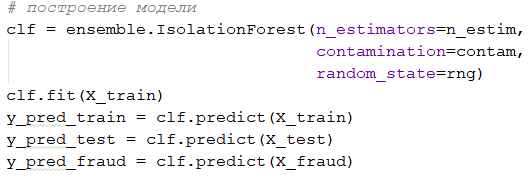 # построение модели
clf = ensemble.IsolationForest(n_estimators=n_estim,
                               contamination=contam,
                               random_state=rng)
clf.fit(X_train)
y_pred_train = clf.predict(X_train)
y_pred_test = clf.predict(X_test)
y_pred_fraud = clf.predict(X_fraud)